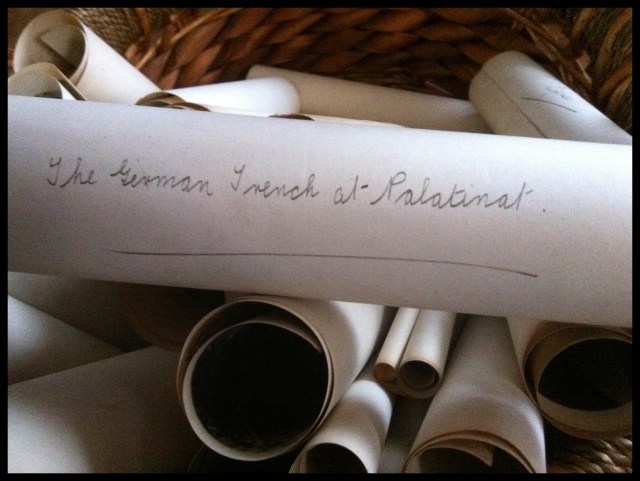 The German Trench at Palatinat.